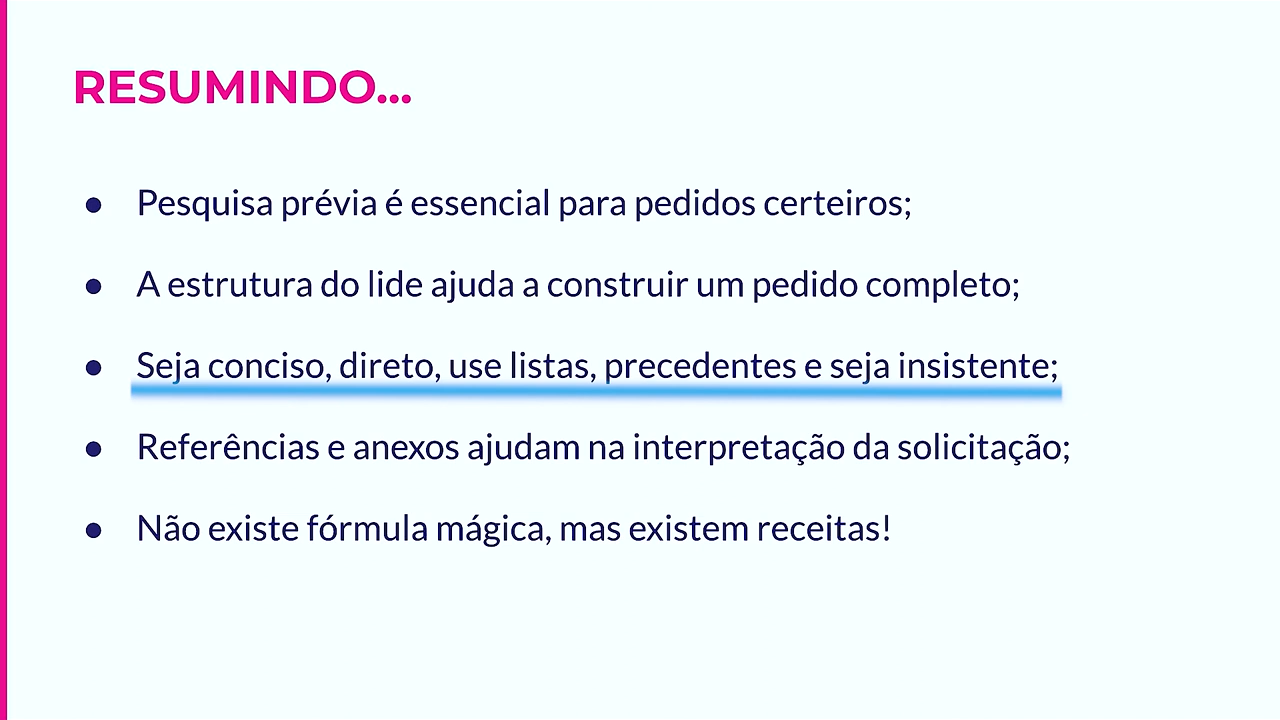 RESUMINDO...
● Pesquisa prévia é essencial para pedidos certeiros;
● A estrutura do lide ajuda a construir um pedido completo;
● Seja conciso, direto, use listas, precedentes e seja insistente;
● Referências e anexos ajudam na interpretação da solicitação;
● Não existe fórmula mágica, mas existem receitas!